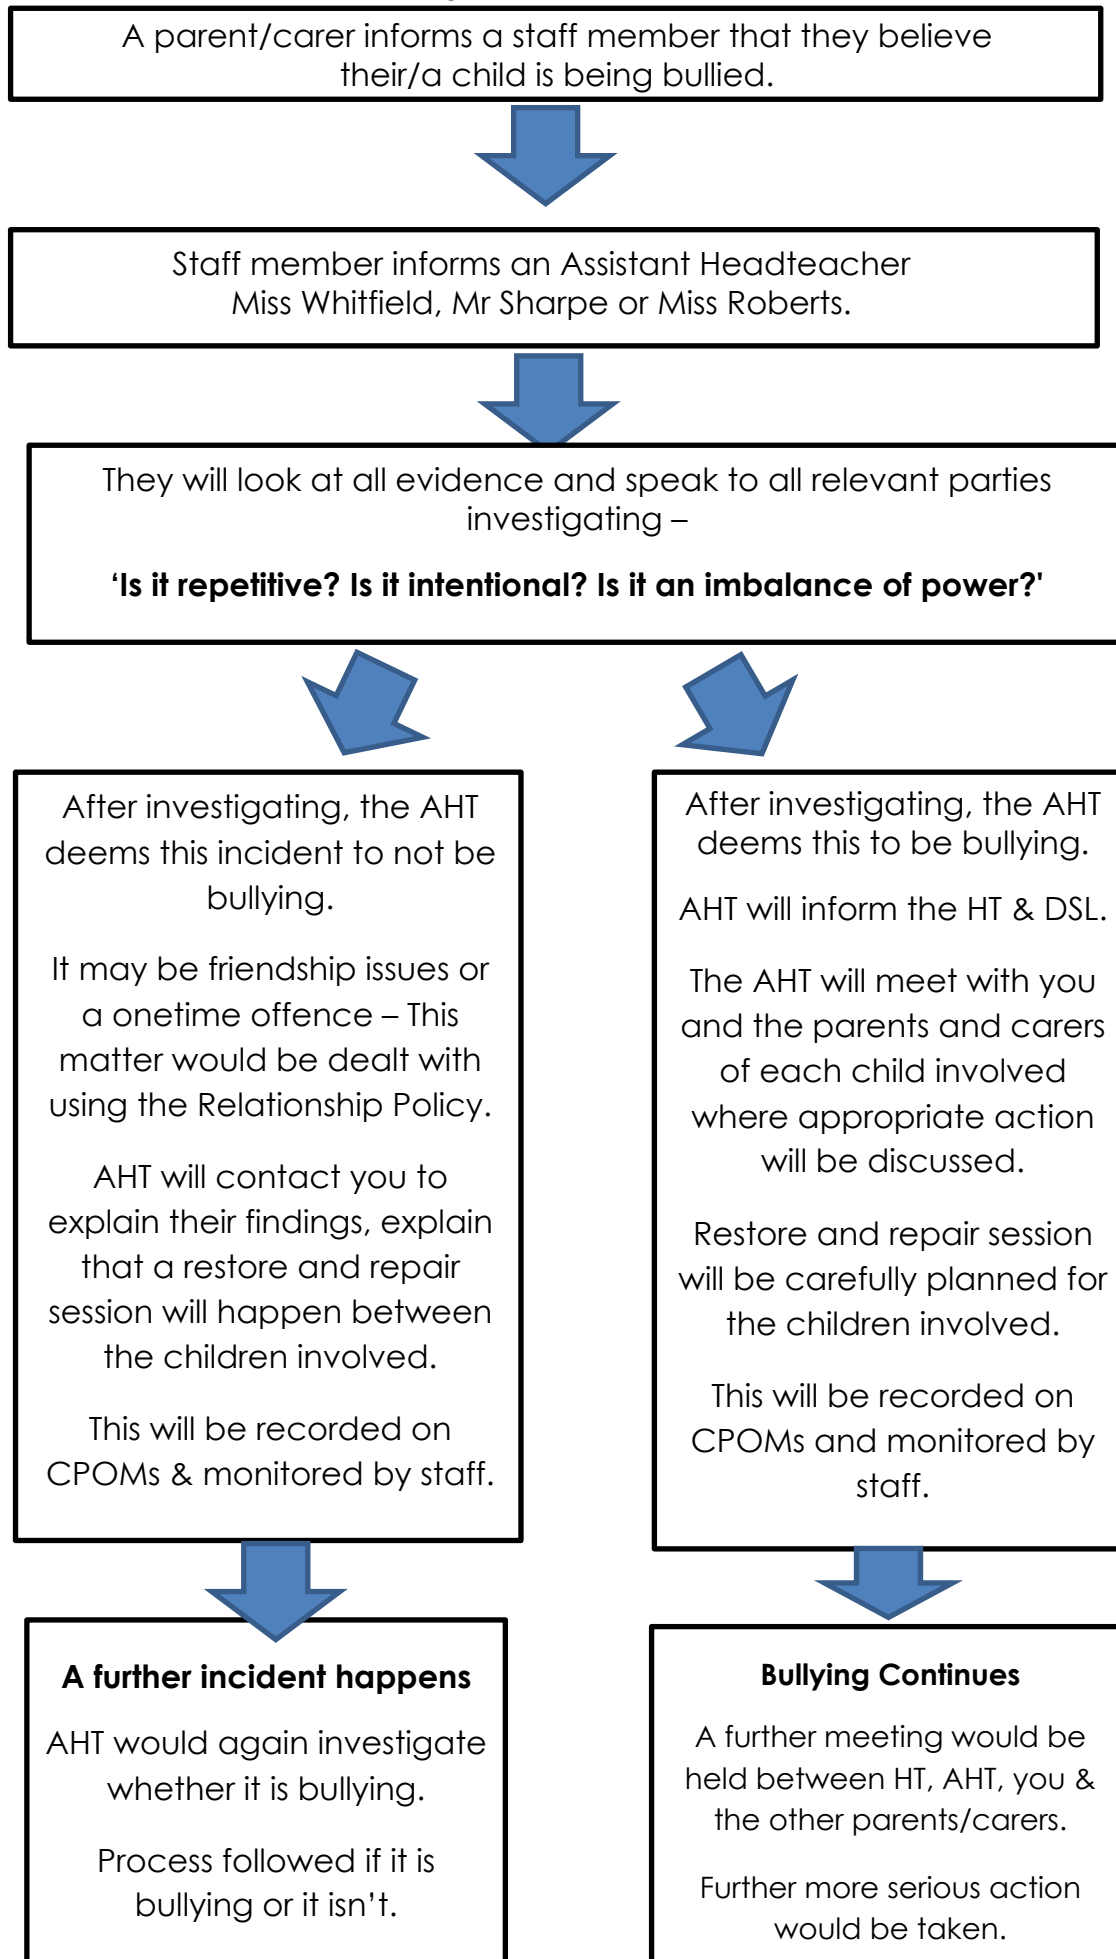 A parent/carer informs a staff member that they believe
their/a child is being bullied.
Staff member informs an Assistant Headteacher
Miss Whitfield, Mr Sharpe or Miss Roberts.
They will look at all evidence and speak to all relevant parties
investigating –
‘Is it repetitive? Is it intentional? Is it an imbalance of power?'
After investigating, the AHT
deems this incident to not be
bullying.
It may be friendship issues or
a onetime offence – This
matter would be dealt with
using the Relationship Policy.
AHT will contact you to
explain their findings, explain
that a restore and repair
session will happen between
the children involved.
This will be recorded on
CPOMs & monitored by staff.
After investigating, the AHT
deems this to be bullying.
AHT will inform the HT & DSL.
The AHT will meet with you
and the parents and carers
of each child involved
where appropriate action
will be discussed.
Restore and repair session
will be carefully planned for
the children involved.
This will be recorded on
CPOMs and monitored by
staff.
A further incident happens
AHT would again investigate
whether it is bullying.
Process followed if it is
bullying or it isn’t.
Bullying Continues
A further meeting would be
held between HT, AHT, you &
the other parents/carers.
Further more serious action
would be taken.